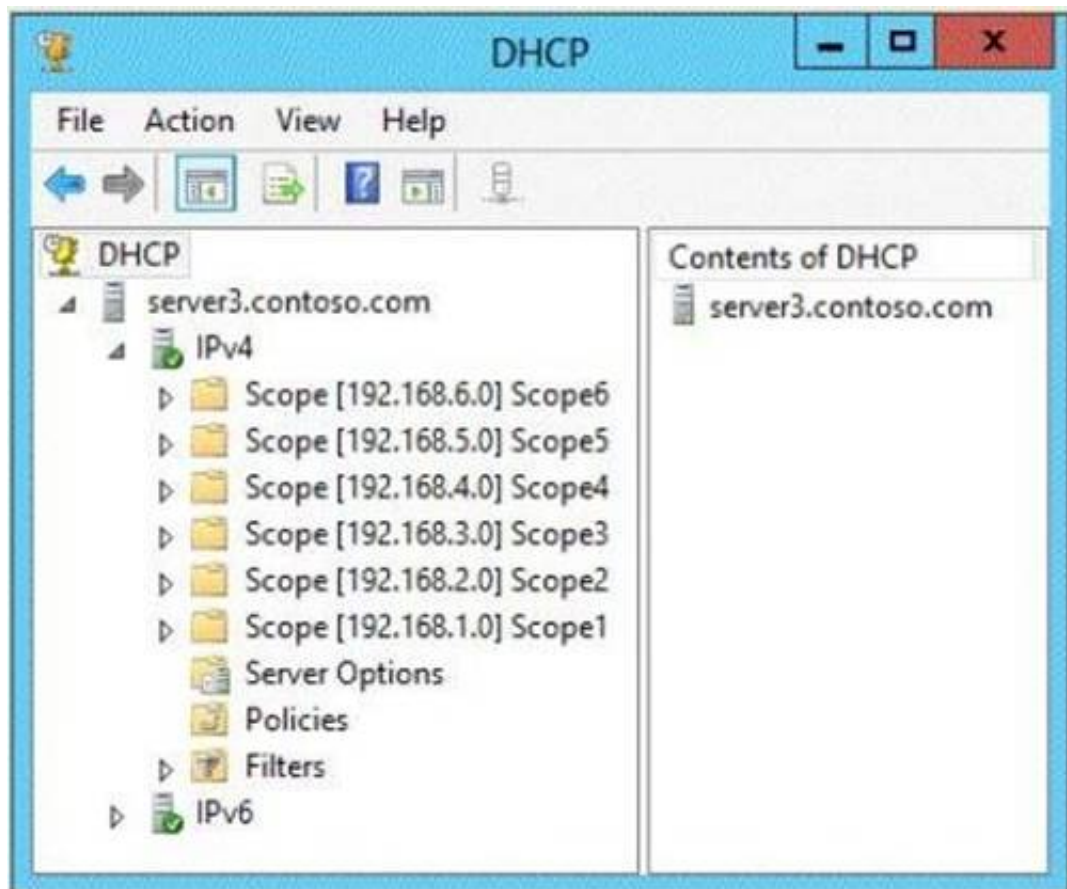 DHCP
File Action View Help
DHCP
server3.contoso.com
IPv4
Scope [192.168.6.0] Scope6
Scope [192.168.5.0] Scope5
Scope [192.168.4.0] Scope4
Scope [192.168.3.0] Scope3
Scope [192.168.2.0] Scope2
Scope [192.168.1.0] Scope1
Server Options
Policies
Filters
IPv6
Contents of DHCP
server3.contoso.com